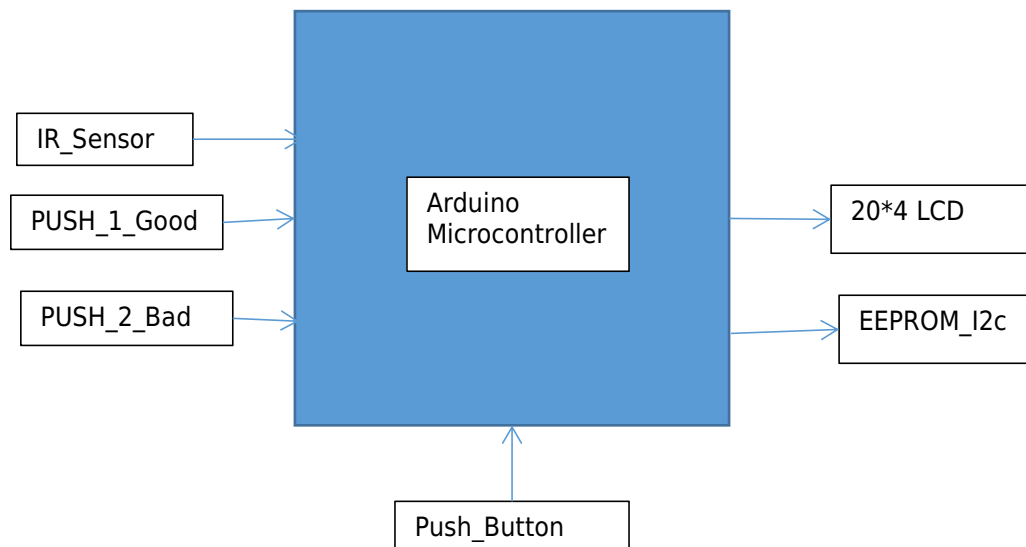 IR_Sensor
PUSH_1_Good
PUSH_2_Bad
Arduino
Microcontroller
20*4 LCD
EEPROM_I2c
Push_Button